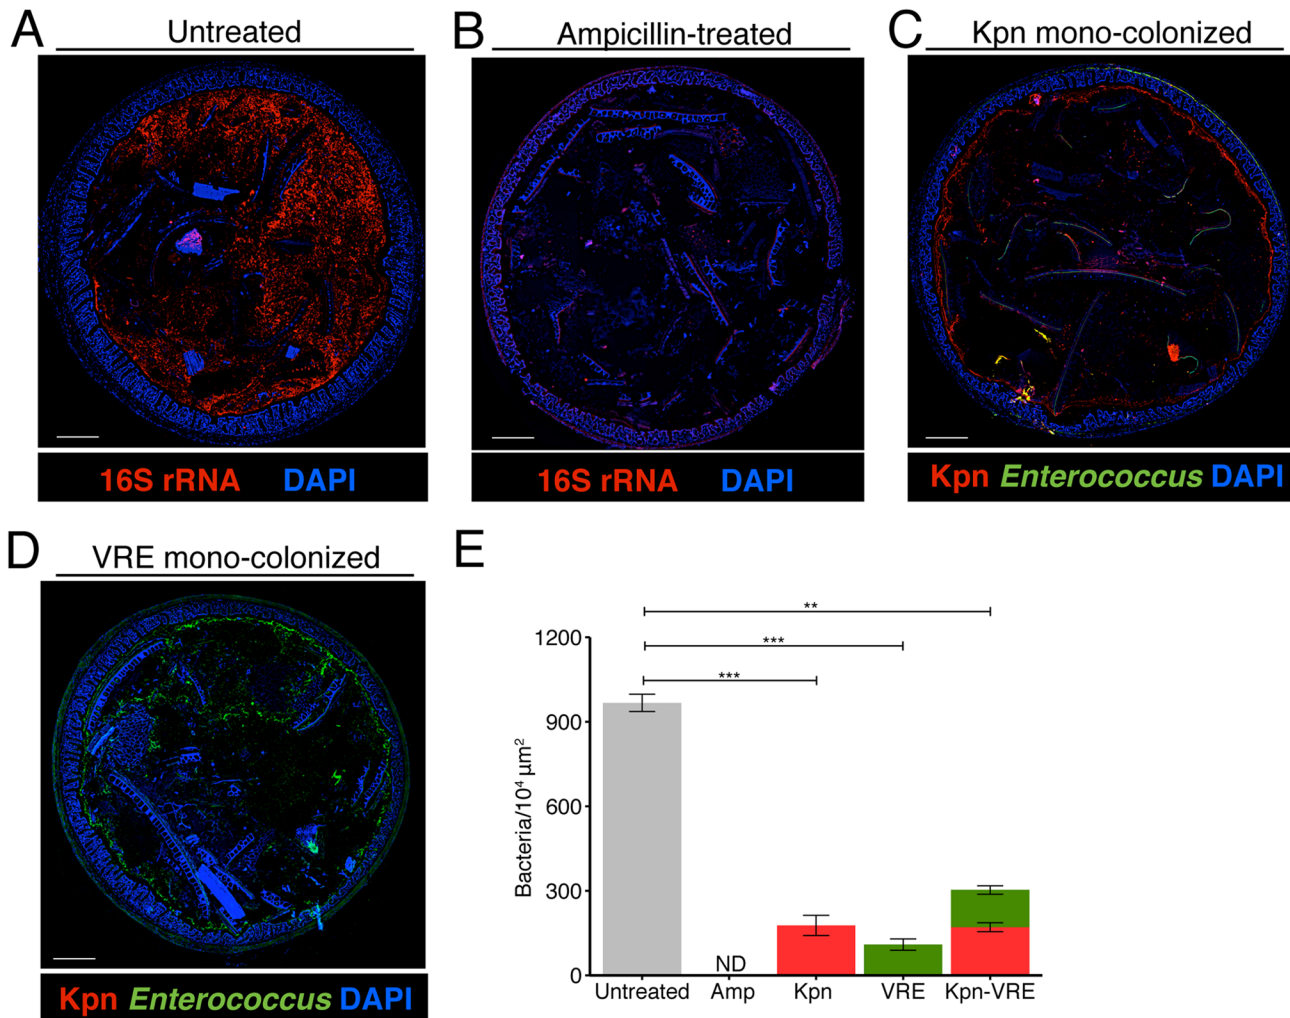 A Untreated
B Ampicillin-treated
C Kpn mono-colonized
16S rRNA DAPI
16S rRNA DAPI
Kpn Enterococcus DAPI
D VRE mono-colonized
Kpn Enterococcus DAPI
E
**
***
***
1200
900
600
300
0
Bacteria/10⁴ µm²
ND
Untreated Amp Kpn VRE Kpn-VRE